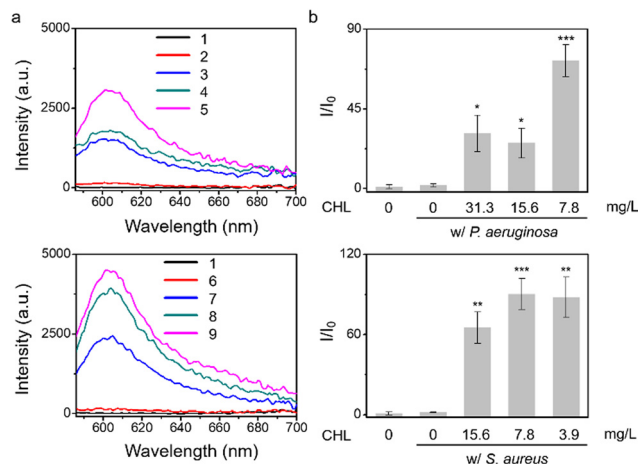 a
5000
2500
0
Intensity (a.u.)
1
2
3
4
5
600 620 640 660 680 700
Wavelength (nm)
b
90
45
0
I/I0
* * ***
CHL 0 0 31.3 15.6 7.8 mg/L
w/ P. aeruginosa
5000
2500
0
Intensity (a.u.)
1
6
7
8
9
600 620 640 660 680 700
Wavelength (nm)
120
60
0
I/I0
** *** **
CHL 0 0 15.6 7.8 3.9 mg/L
w/ S. aureus